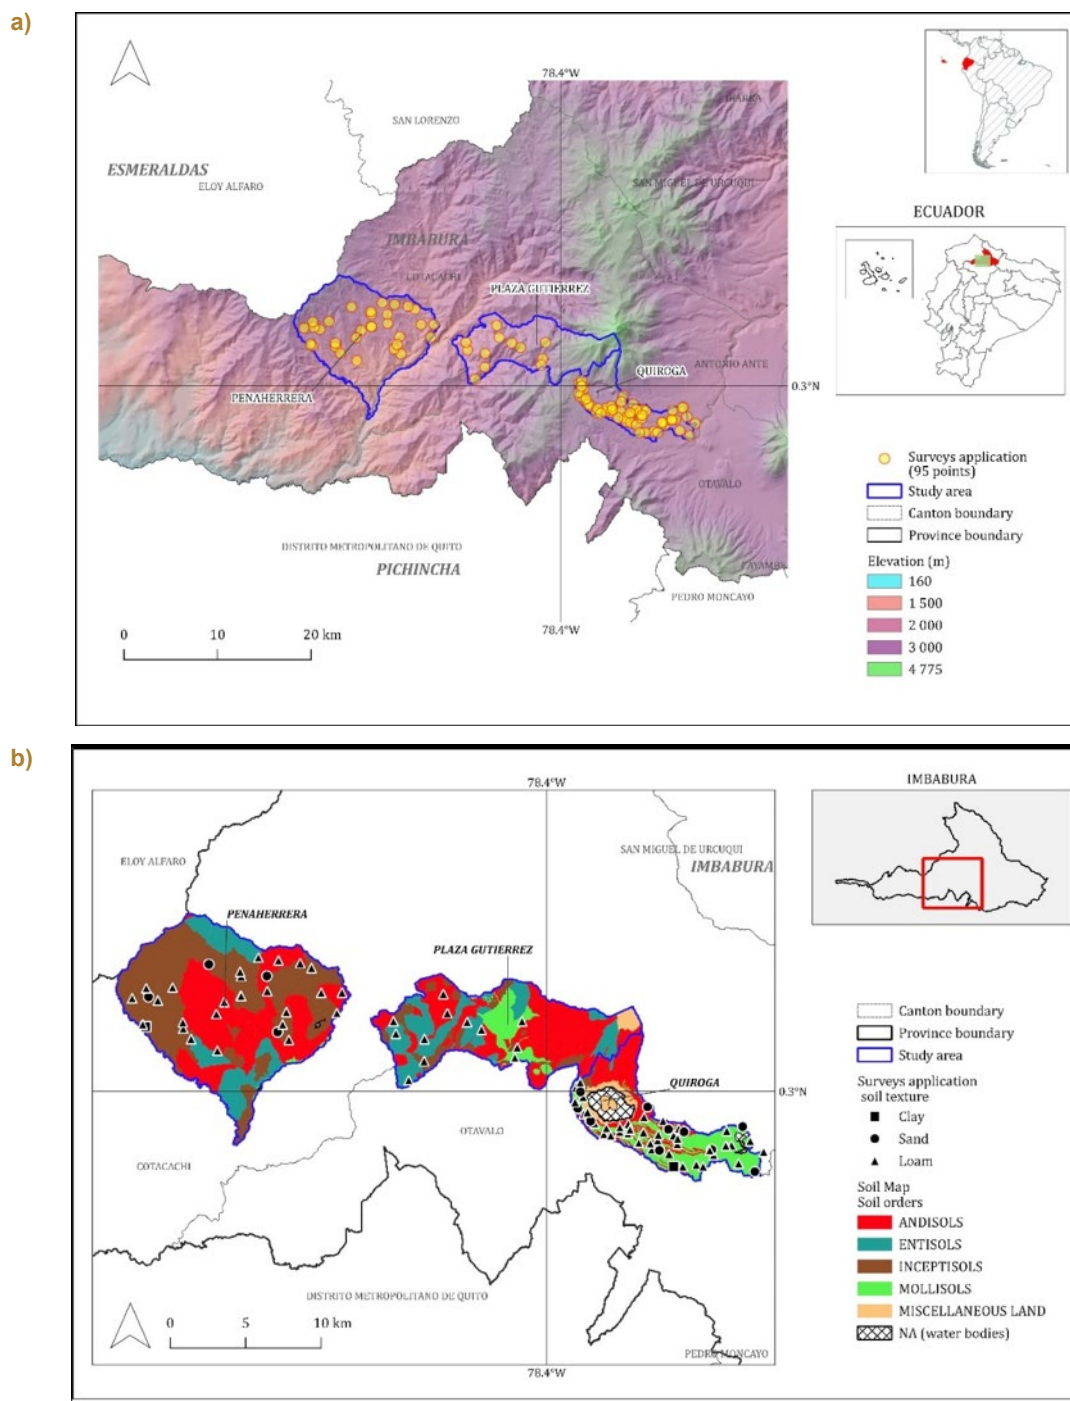 a)
78.4°W
IBARRA
SAN LORENZO
ESMERALDAS
ELOY ALFARO
SAN MIGUEL DE URCUQUI
IMBABURA
COTACACHI
PLAZA GUTIERREZ
ANTONIO ANTE
QUIROGA
0.3°N
PENAHERRERA
OTAVALO
DISTRITO METROPOLITANO DE QUITO
PICHINCHA
CAYAMBE
PEDRO MONCAYO
78.4°W
0 10 20 km
ECUADOR
Surveys application
(95 points)
Study area
Canton boundary
Province boundary
Elevation (m)
160
1 500
2 000
3 000
4 775
b)
78.4°W
ELOY ALFARO
SAN MIGUEL DE URCUQUI
IMBABURA
PENAHERRERA
PLAZA GUTIERREZ
QUIROGA
0.3°N
OTAVALO
COTACACHI
DISTRITO METROPOLITANO DE QUITO
PEDRO MONCAYO
0 5 10 km
78.4°W
IMBABURA
Canton boundary
Province boundary
Study area
Surveys application
soil texture
Clay
Sand
Loam
Soil Map
Soil orders
ANDISOLS
ENTISOLS
INCEPTISOLS
MOLLISOLS
MISCELLANEOUS LAND
NA (water bodies)